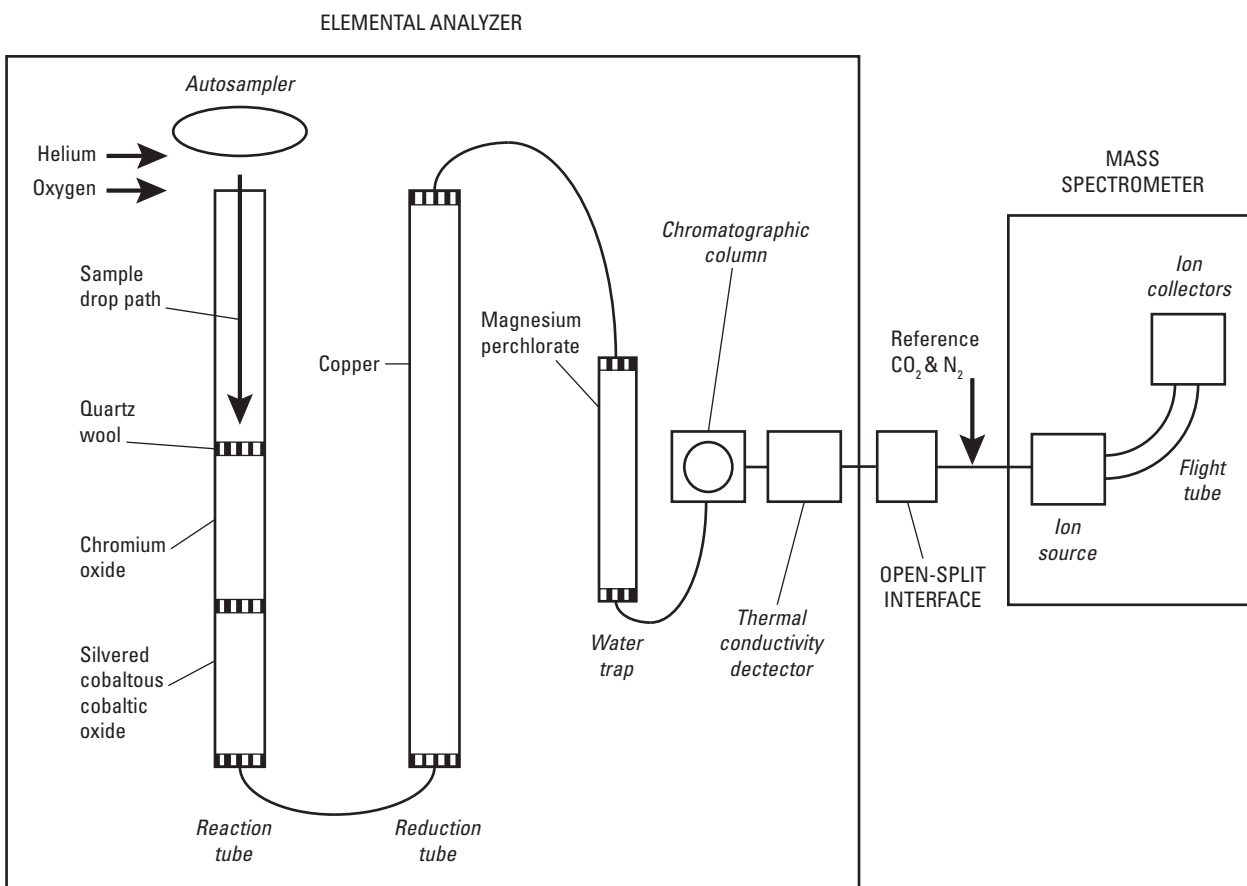 ELEMENTAL ANALYZER
Autosampler
Helium
Oxygen
Sample
drop path
Quartz
wool
Chromium
oxide
Silvered
cobaltous
cobaltic
oxide
Reaction
tube
Copper
Reduction
tube
Magnesium
perchlorate
Water
trap
Chromatographic
column
Thermal
conductivity
dectector
OPEN-SPLIT
INTERFACE
Reference
CO₂ & N₂
MASS
SPECTROMETER
Ion
collectors
Flight
tube
Ion
source